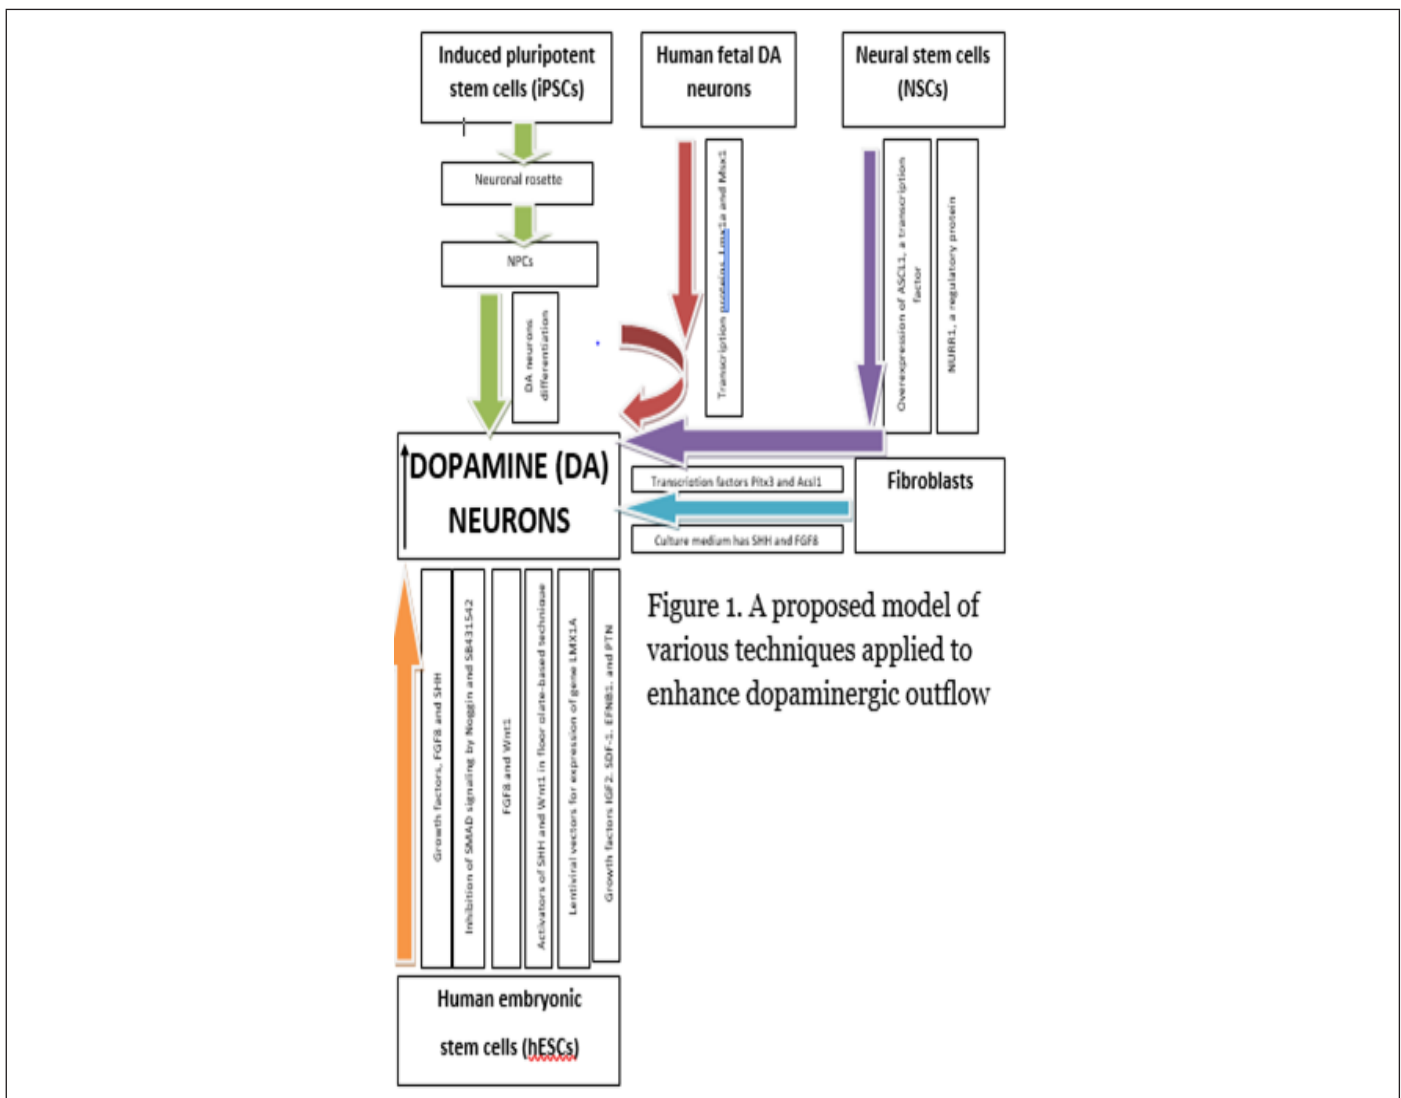 Induced pluripotent
stem cells (iPSCs)
Human fetal DA
neurons
Neural stem cells
(NSCs)
Neuronal rosette
NPCs
DA neurons
differentiation
Transcription proteins, Lmx1a and Msx1
Overexpression of ASCL1, a transcription
factor
NURR1, a regulatory protein
DOPAMINE (DA)
NEURONS
Transcription factors Pitx3 and Acsl1
Culture medium has SHH and FGF8
Fibroblasts
Growth factors, FGF8 and SHH
Inhibition of SMAD signaling by Noggin and SB431542
FGF8 and Wnt1
Activators of SHH and Wnt1 in floor plate-based technique
Lentiviral vectors for expression of gene LMX1A
Growth factors IGF2, SDF-1, EFNB1, and PTN
Human embryonic
stem cells (hESCs)
Figure 1. A proposed model of
various techniques applied to
enhance dopaminergic outflow